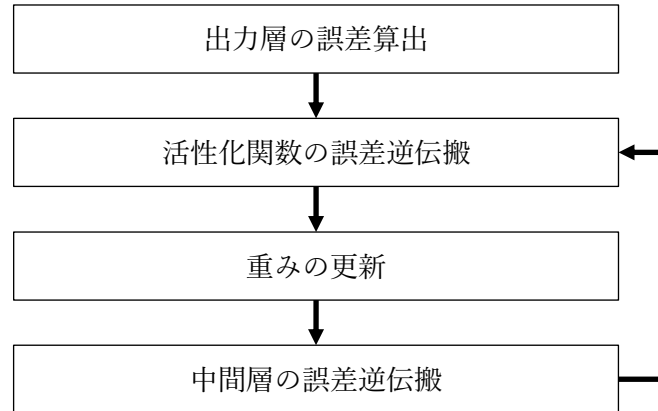 出力層の誤差算出
活性化関数の誤差逆伝搬
重みの更新
中間層の誤差逆伝搬